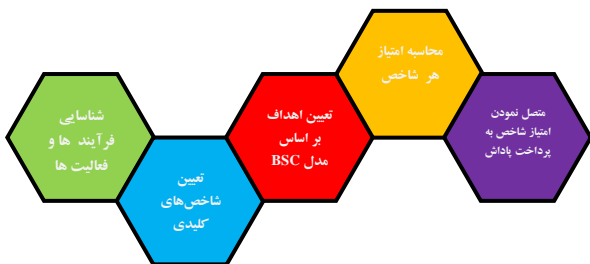 شناسایی
فرآیند ها و
فعالیت ها
تعیین
شاخص‌های
کلیدی
تعیین اهداف
بر اساس
مدل BSC
محاسبه امتیاز
هر شاخص
متصل نمودن
امتیاز شاخص به
پرداخت پاداش